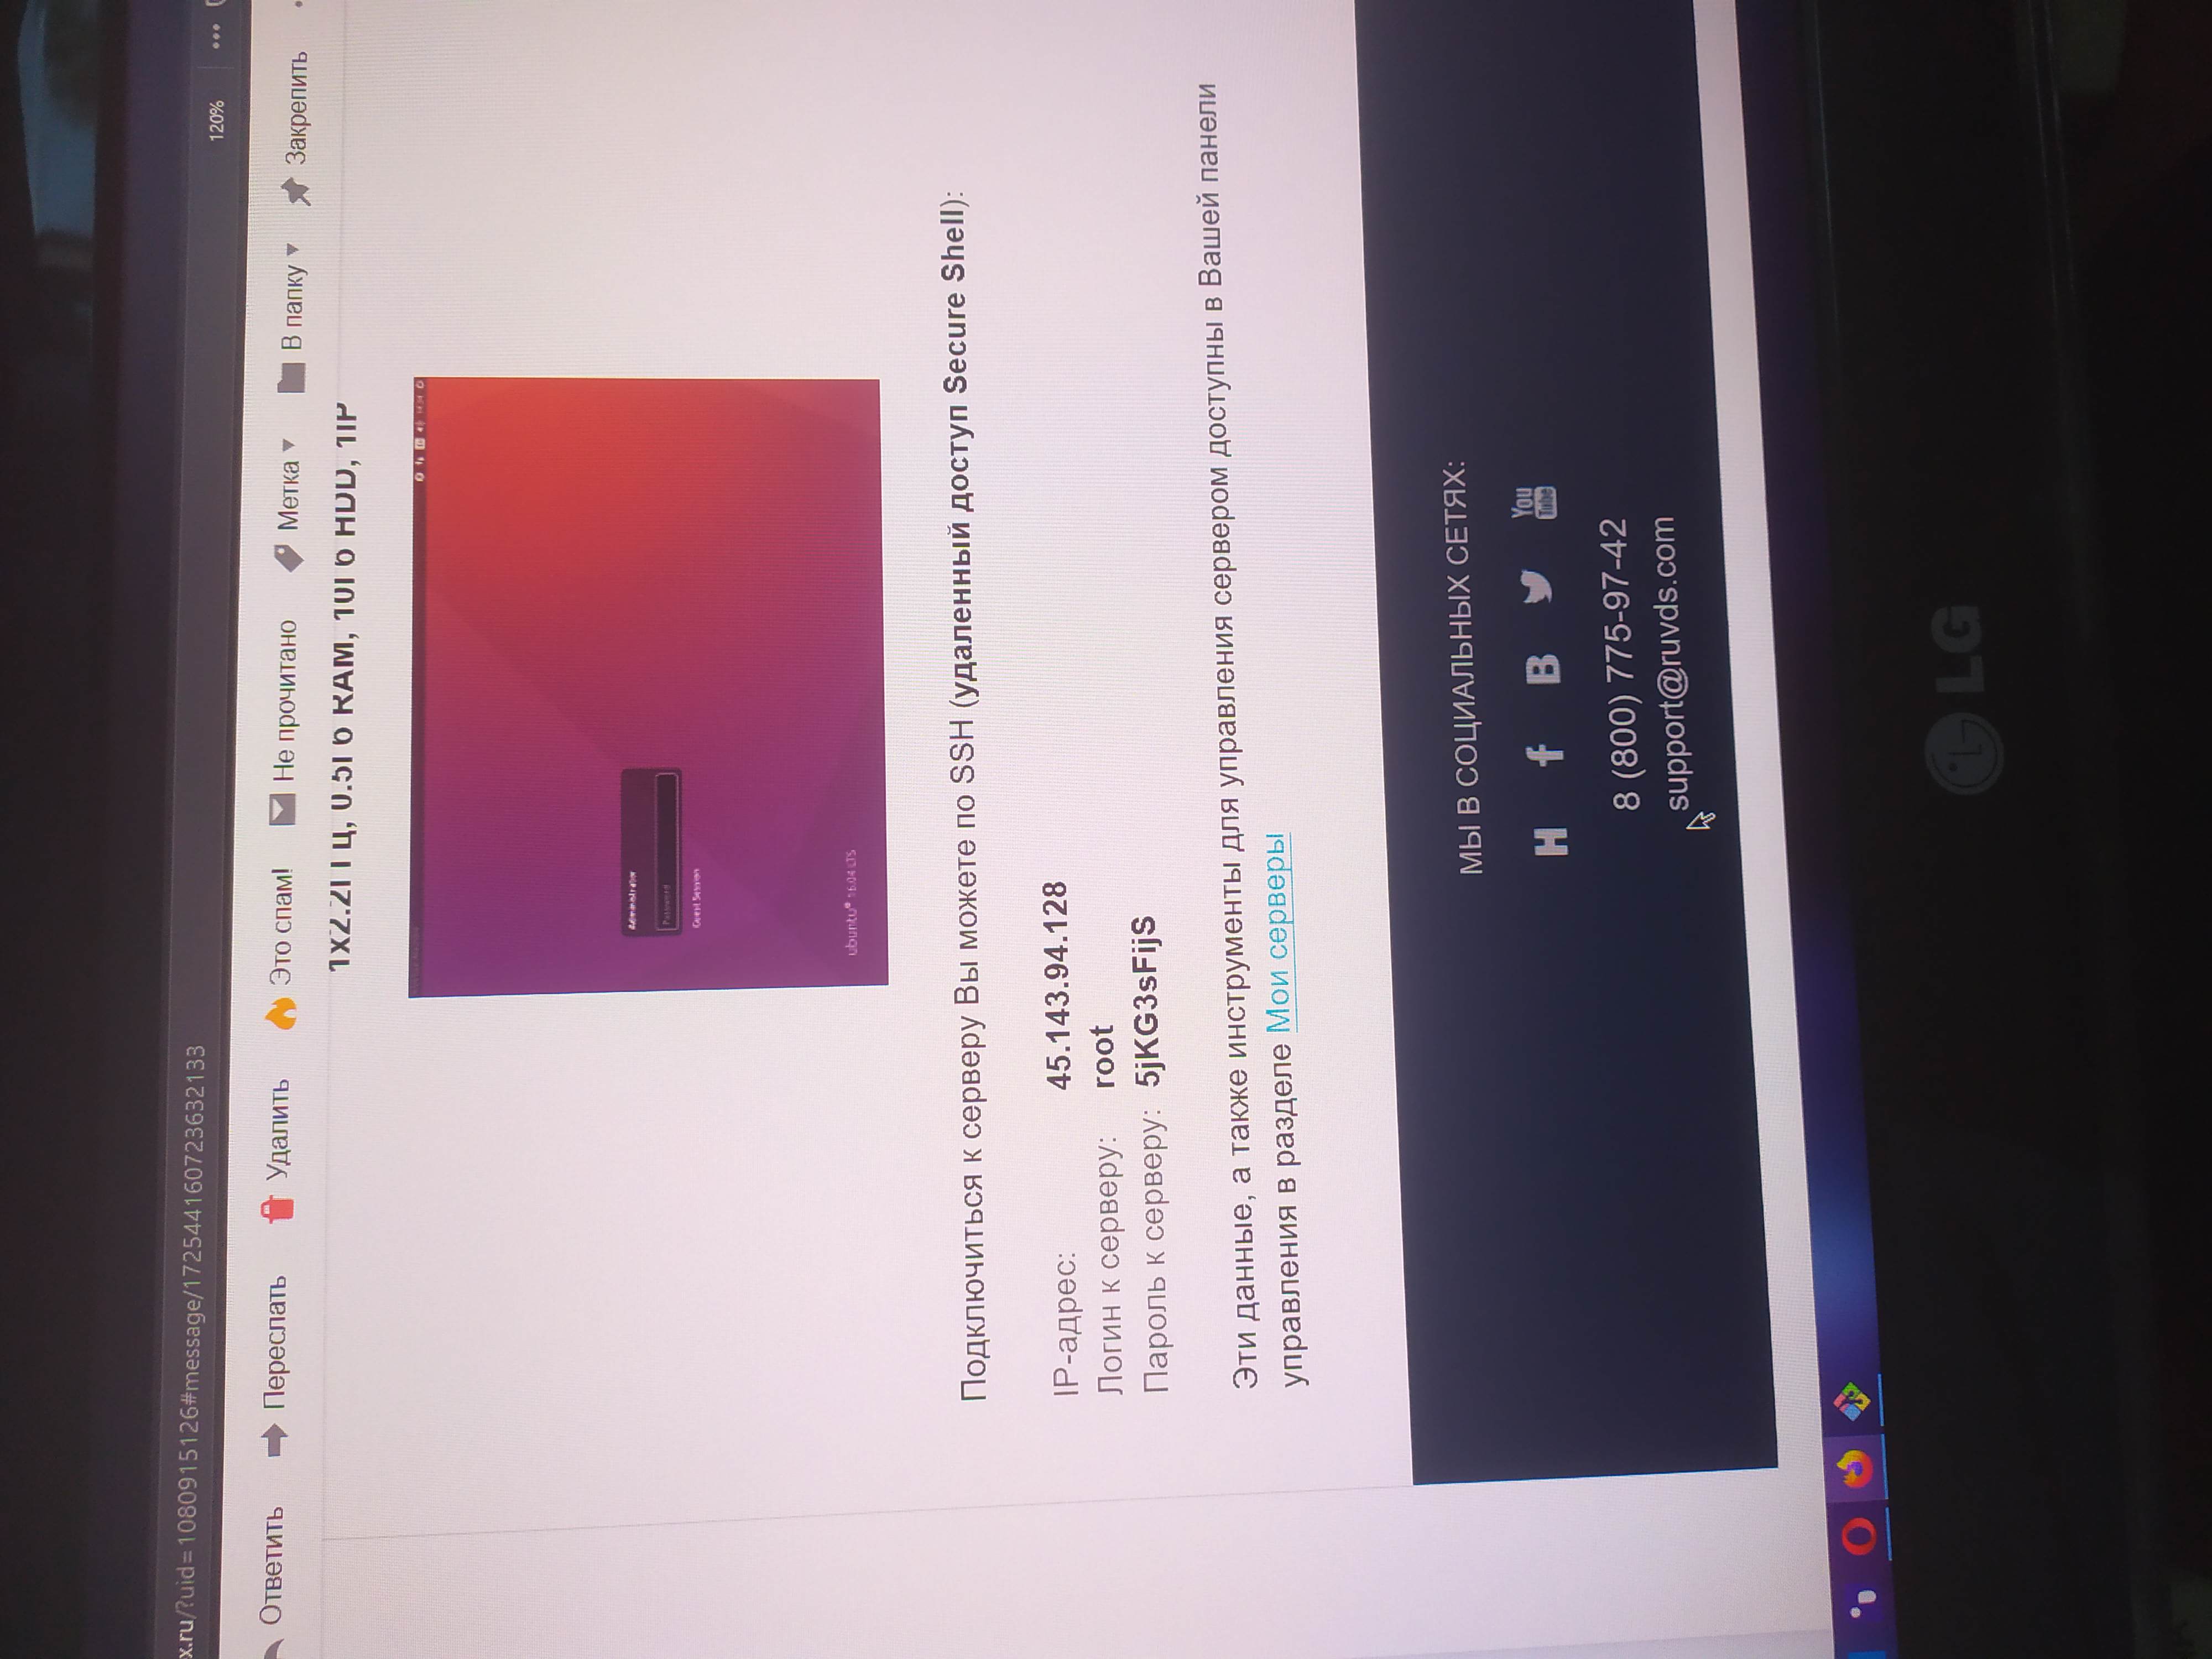 x.ru/?uid=1080915126#message/172544160723632133
120%
Ответить Переслать Удалить Это спам! Не прочитано Метка В папку Закрепить
1x2.2ГГц, 0.5Гб RAM, 10Гб HDD, 1IP
Administrator
Password
Guest Session
ubuntu® 16.04 LTS
Подключиться к серверу Вы можете по SSH (удаленный доступ Secure Shell):
IP-адрес: 45.143.94.128
Логин к серверу: root
Пароль к серверу: 5jKG3sFijS
Эти данные, а также инструменты для управления сервером доступны в Вашей панели
управления в разделе Мои серверы
МЫ В СОЦИАЛЬНЫХ СЕТЯХ:
H f B You Tube
8 (800) 775-97-42
support@ruvds.com
LG